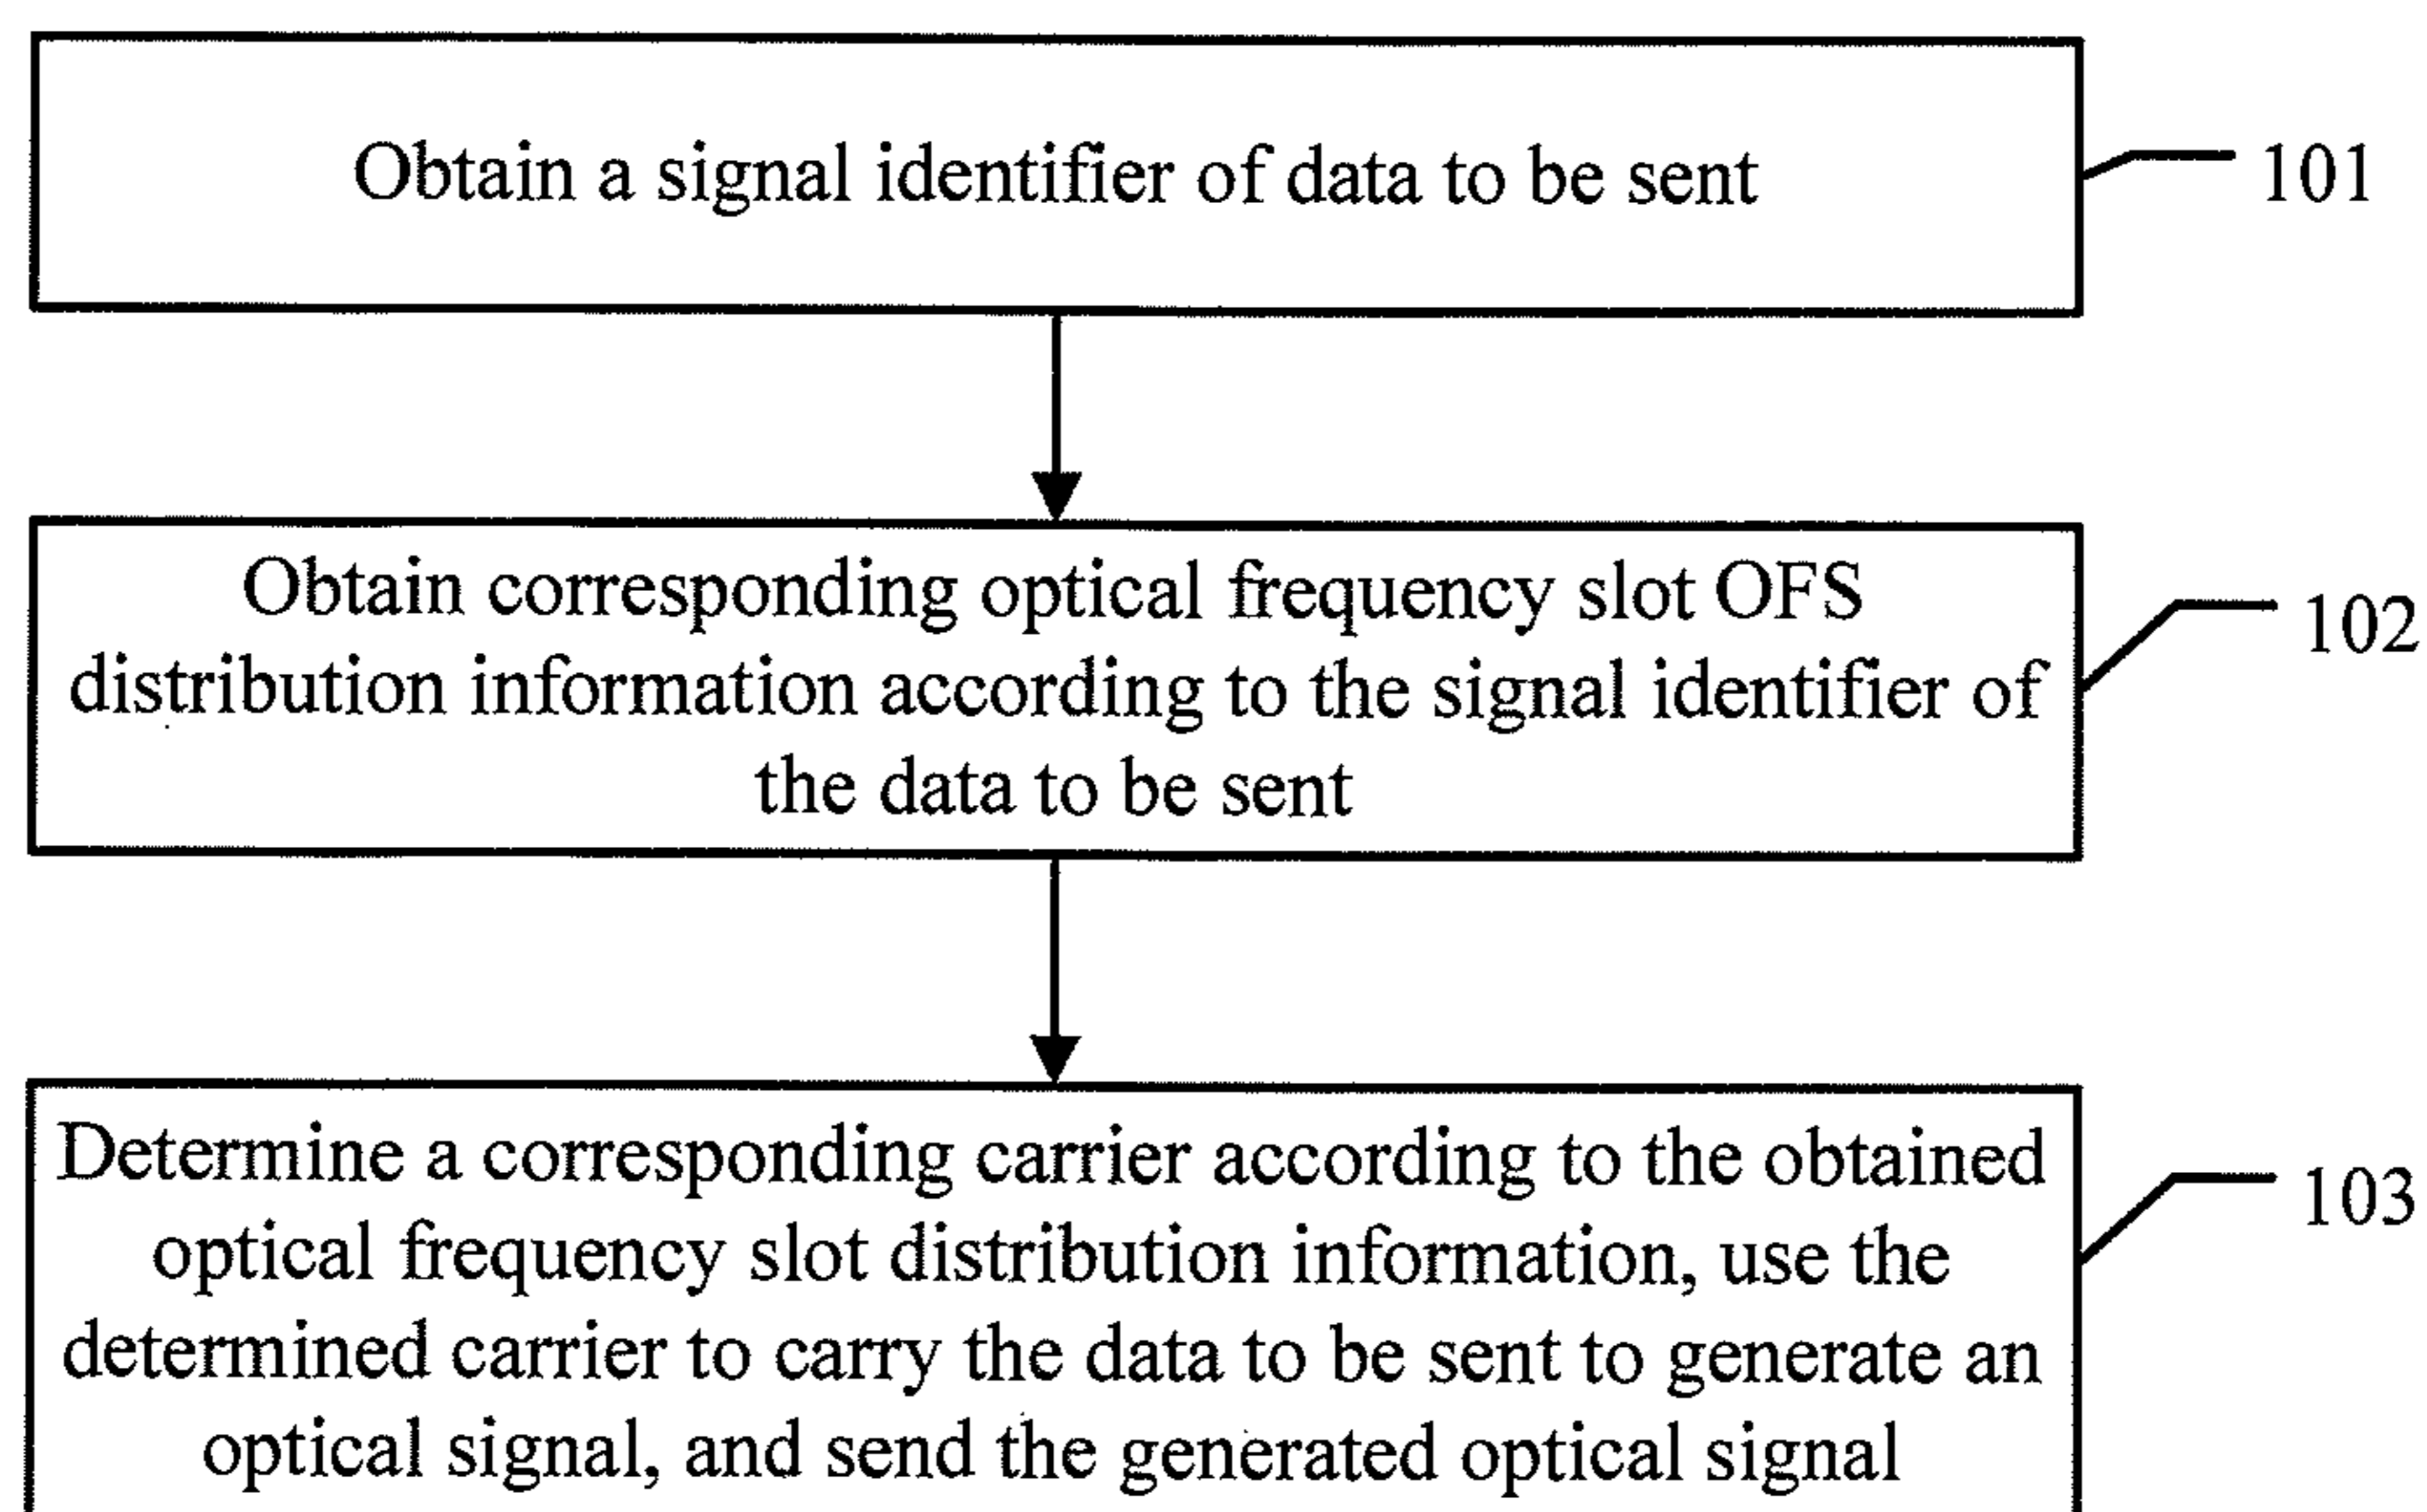 Obtain a signal identifier of data to be sent
101
Obtain corresponding optical frequency slot OFS
distribution information according to the signal identifier of
the data to be sent
102
Determine a corresponding carrier according to the obtained
optical frequency slot distribution information, use the
determined carrier to carry the data to be sent to generate an
optical signal, and send the generated optical signal
103